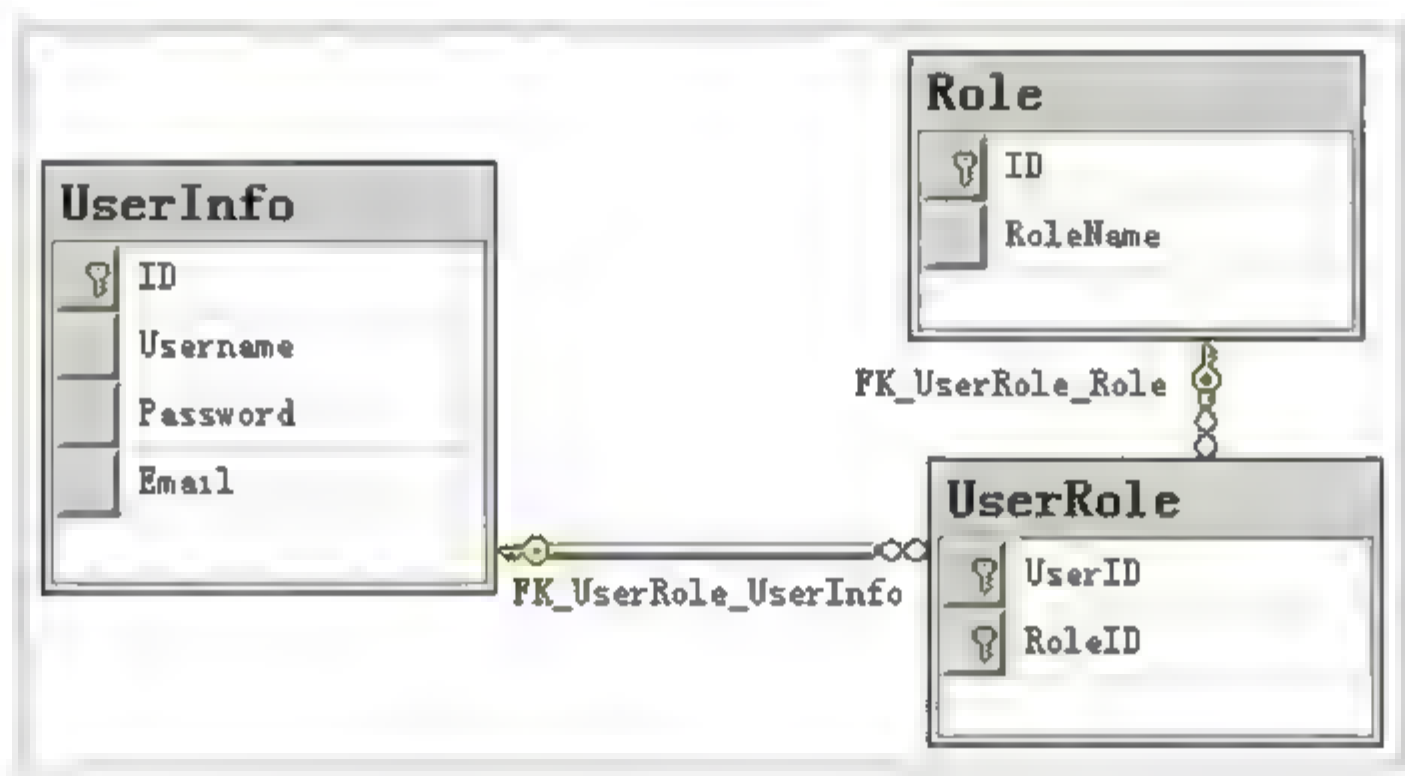 UserInfo
ID
Username
Password
Email
Role
ID
RoleName
FK_UserRole_Role
FK_UserRole_UserInfo
UserRole
UserID
RoleID